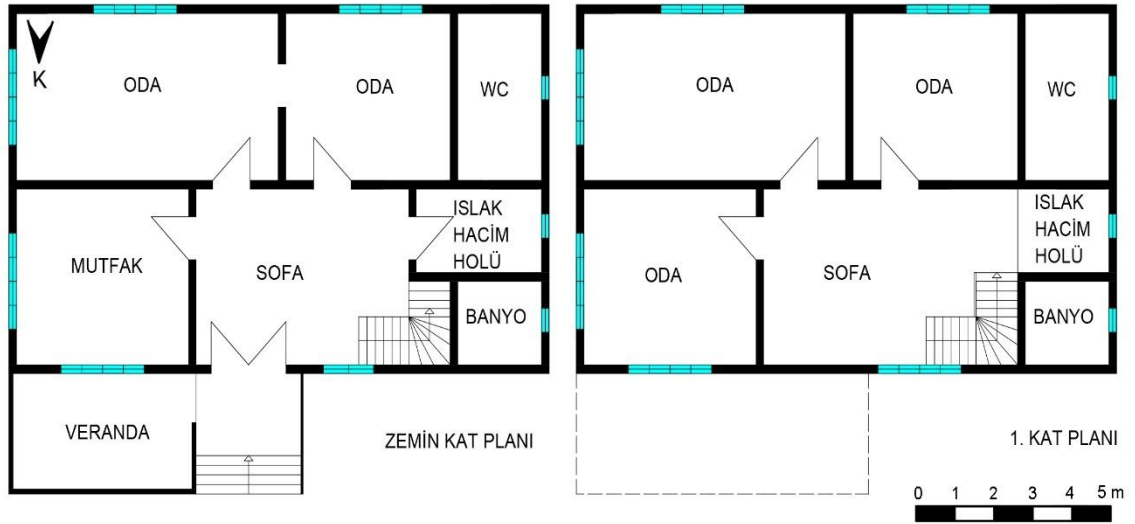 K
ODA
ODA
WC
MUTFAK
SOFA
ISLAK
HACİM
HOLÜ
BANYO
VERANDA
ZEMİN KAT PLANI
ODA
ODA
WC
ODA
SOFA
ISLAK
HACİM
HOLÜ
BANYO
1. KAT PLANI
0 1 2 3 4 5 m